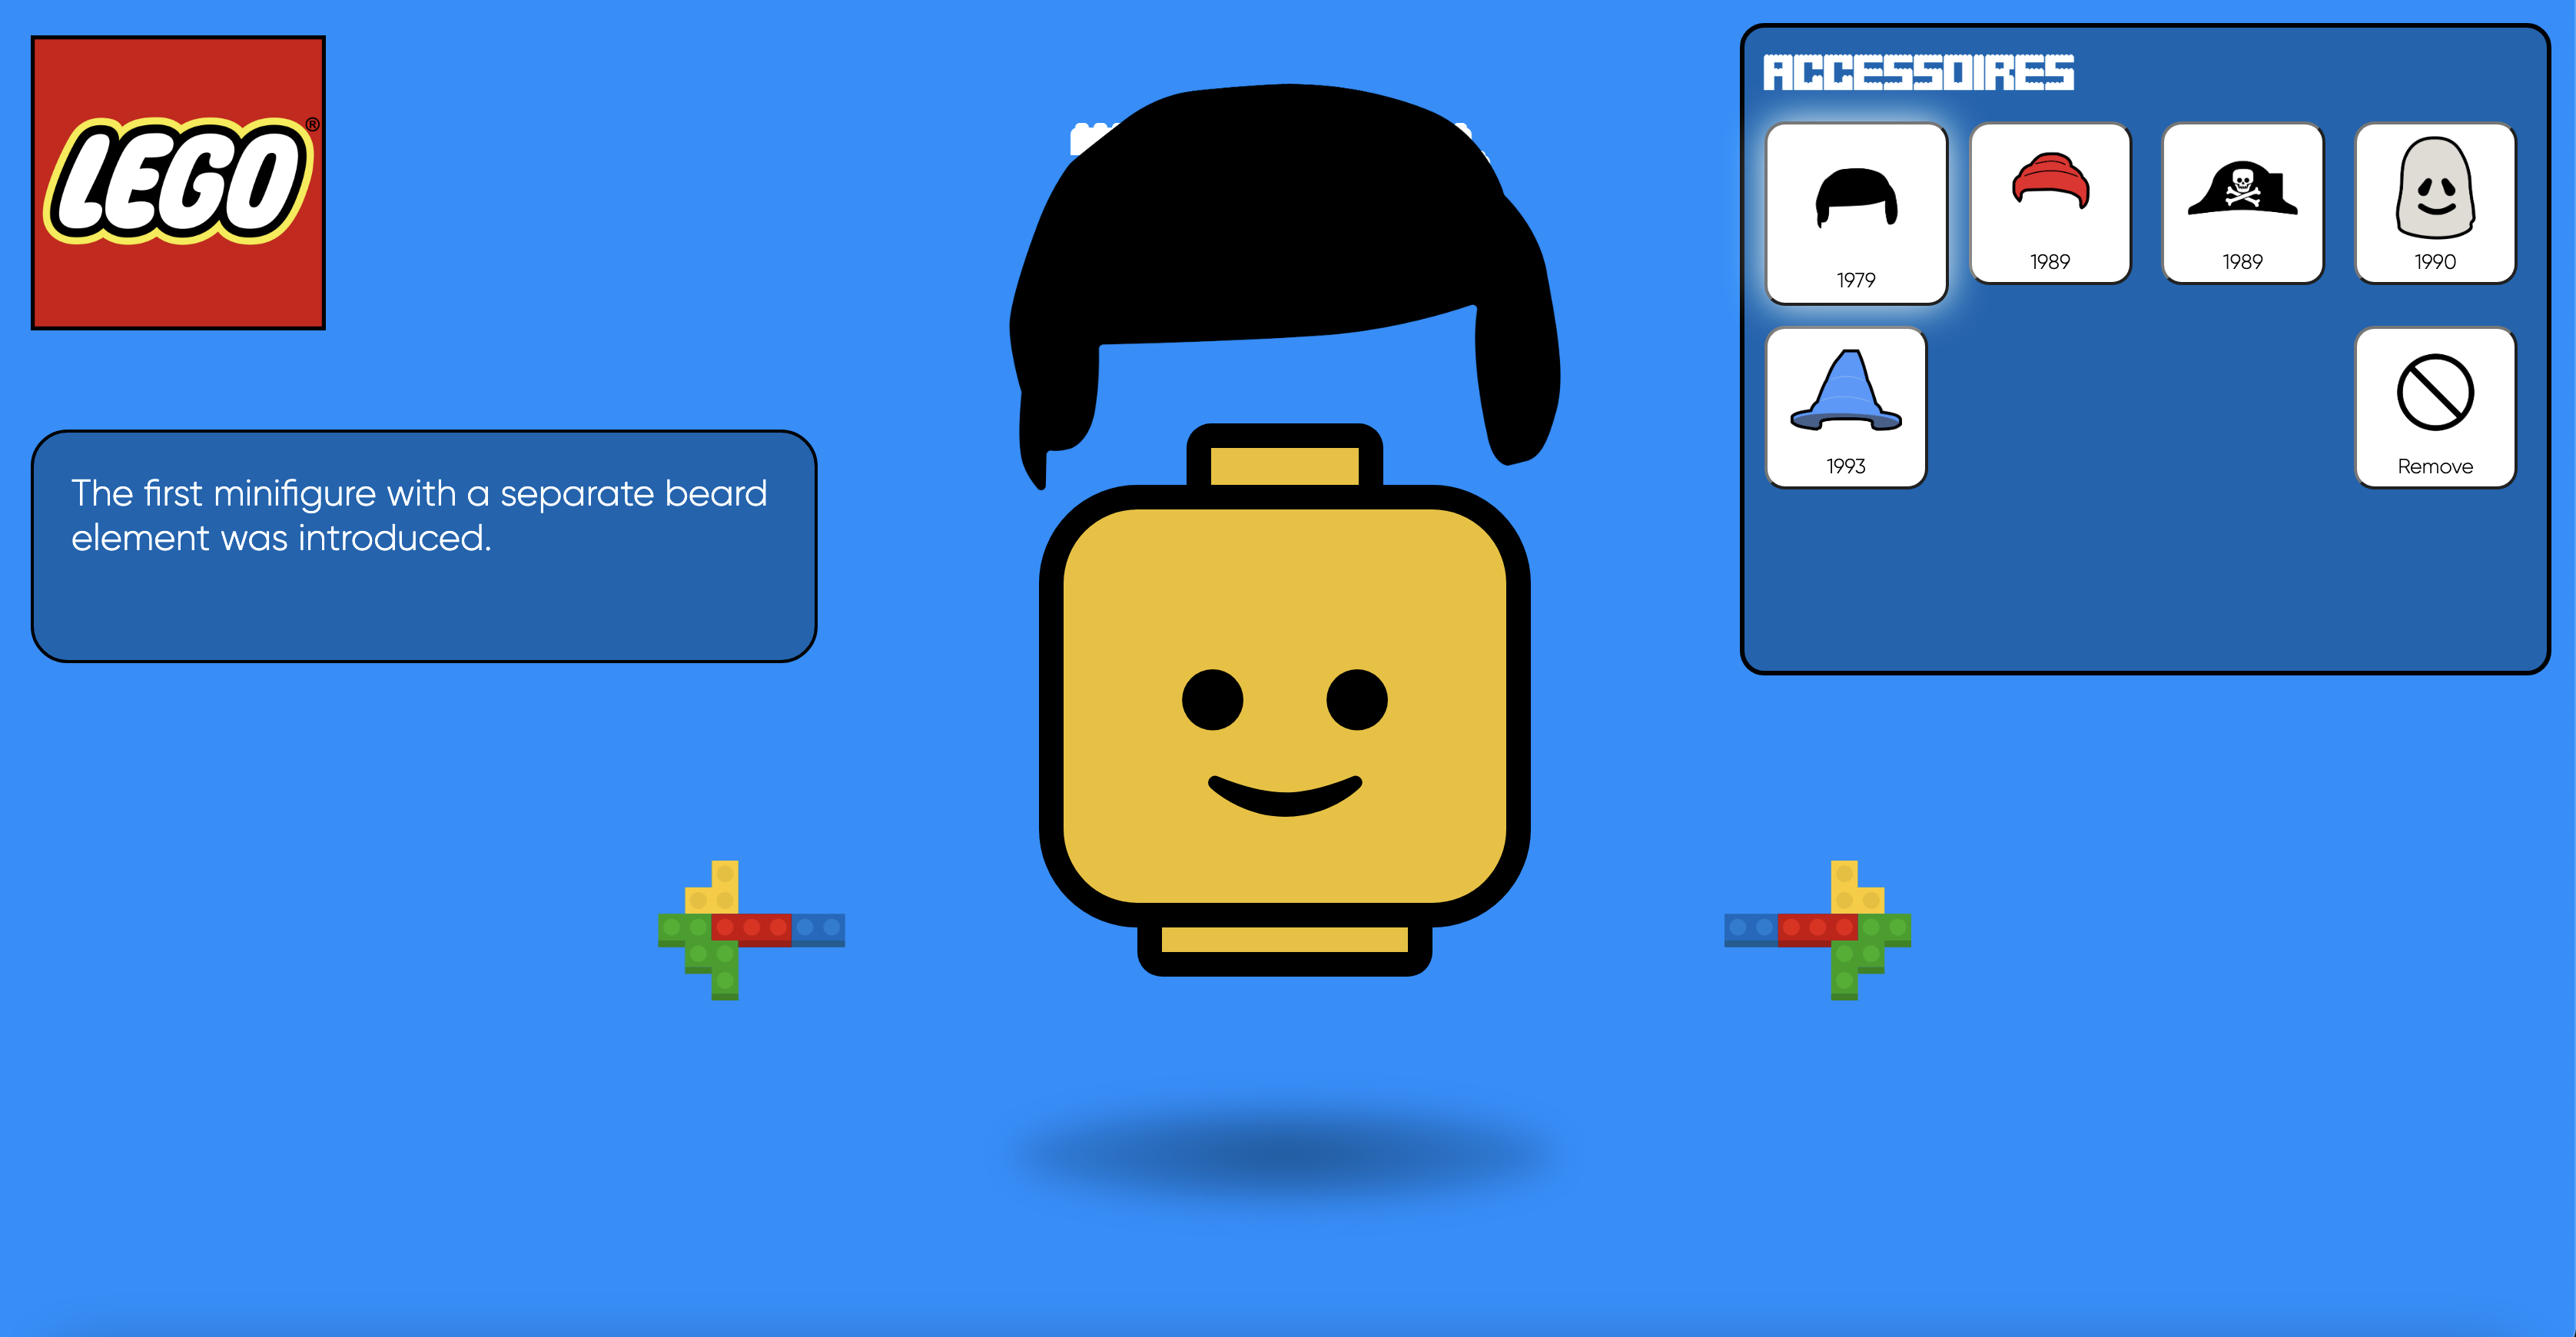 LEGO®
The first minifigure with a separate beard
element was introduced.
ACCESSOIRES
1979
1989
1989
1990
1993
Remove